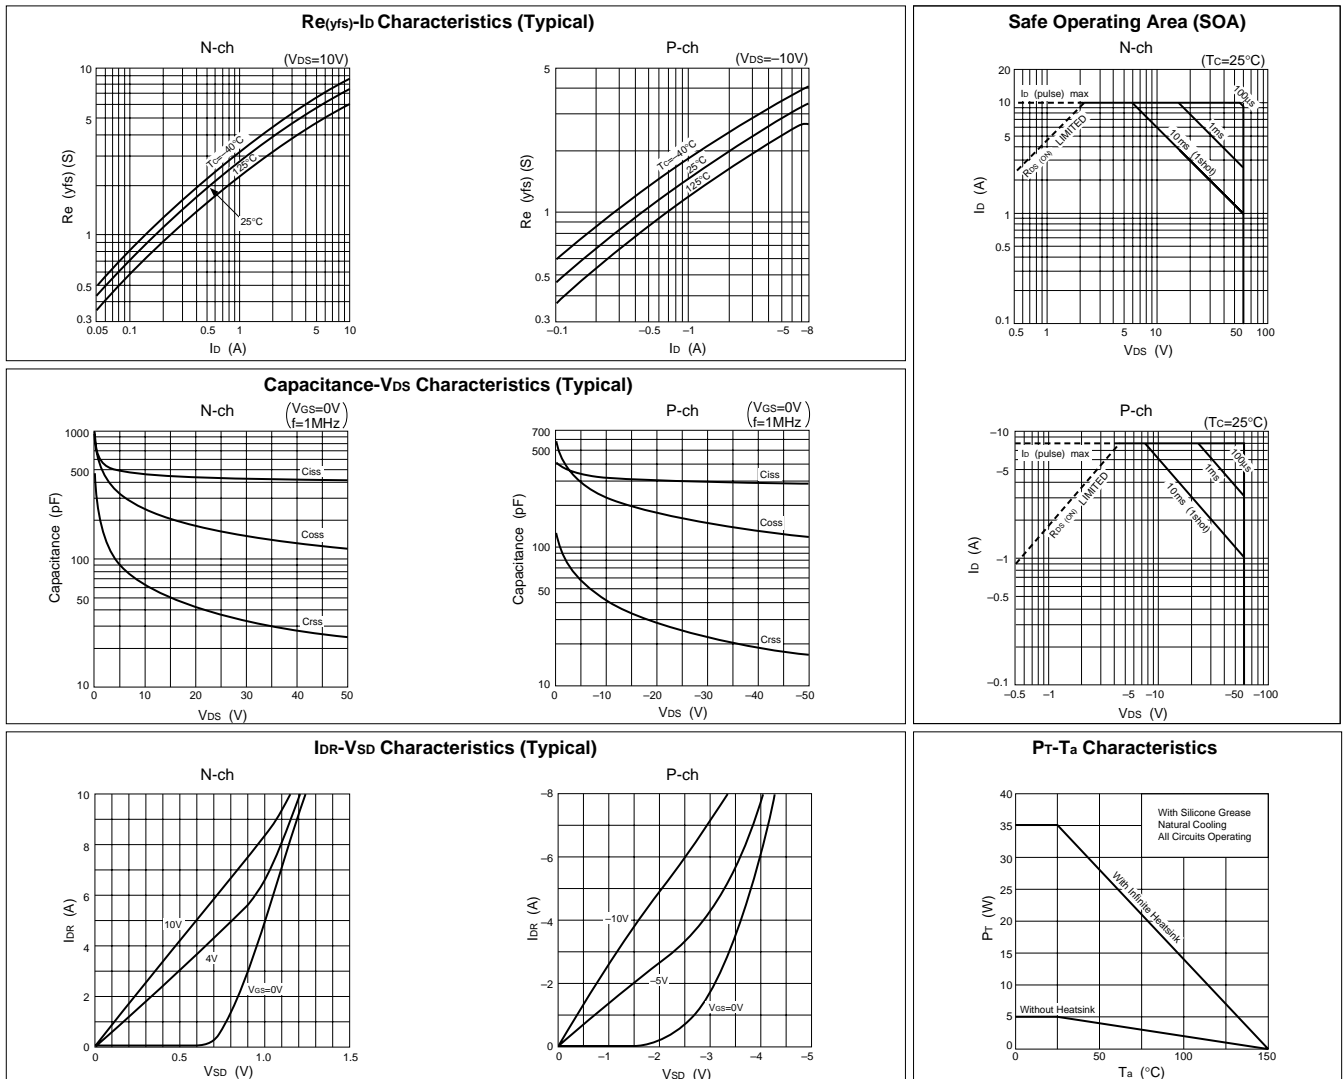 Re(yfs)-ID Characteristics (Typical)
N-ch
(VDS=10V)
10
5
1
0.5
0.3
Re (yfs) (S)
TC=–40°C
125°C
25°C
0.05
0.1
0.5
1
5
10
ID (A)
P-ch
(VDS=–10V)
5
1
0.5
0.3
Re (yfs) (S)
TC=–40°C
25°C
125°C
–0.1
–0.5
–1
–5
–8
ID (A)
Safe Operating Area (SOA)
N-ch
(TC=25°C)
20
10
5
1
0.5
0.1
ID (A)
ID (pulse) max
RDS (ON) LIMITED
100µs
1ms
10ms (1shot)
0.5
1
5
10
50
100
VDS (V)
P-ch
(TC=25°C)
–10
–5
–1
–0.5
–0.1
ID (A)
ID (pulse) max
RDS (ON) LIMITED
100µs
1ms
10ms (1shot)
–0.5
–1
–5
–10
–50
–100
VDS (V)
Capacitance-VDS Characteristics (Typical)
N-ch
(VGS=0V
f=1MHz)
1000
500
100
50
10
Capacitance (pF)
Ciss
Coss
Crss
0
10
20
30
40
50
VDS (V)
P-ch
(VGS=0V
f=1MHz)
700
500
100
50
10
Capacitance (pF)
Ciss
Coss
Crss
0
–10
–20
–30
–40
–50
VDS (V)
IDR-VSD Characteristics (Typical)
N-ch
10
8
6
4
2
0
IDR (A)
10V
4V
VGS=0V
0
0.5
1.0
1.5
VSD (V)
P-ch
–8
–6
–4
–2
0
IDR (A)
–10V
–5V
VGS=0V
–0
–1
–2
–3
–4
–5
VSD (V)
PT-Ta Characteristics
40
35
30
25
20
15
10
5
0
PT (W)
With Silicone Grease
Natural Cooling
All Circuits Operating
With Infinite Heatsink
Without Heatsink
0
50
100
150
Ta (°C)